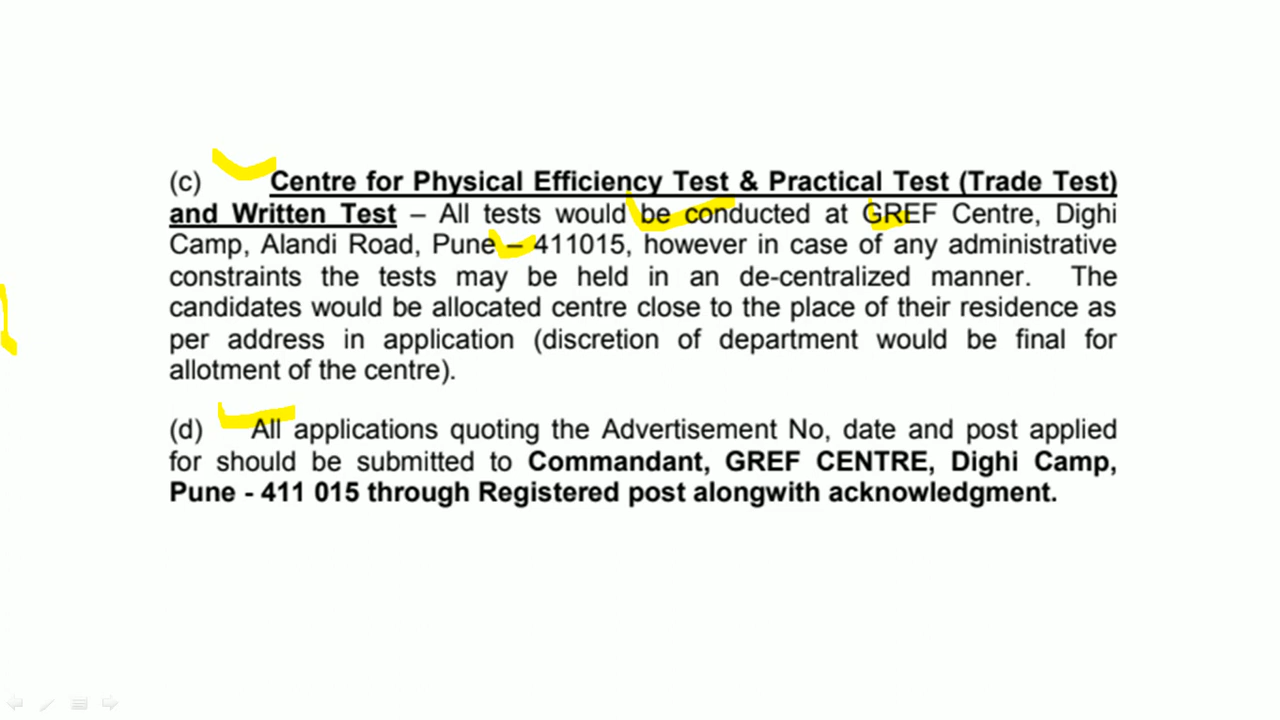 (c) Centre for Physical Efficiency Test & Practical Test (Trade Test)
and Written Test – All tests would be conducted at GREF Centre, Dighi
Camp, Alandi Road, Pune – 411015, however in case of any administrative
constraints the tests may be held in an de-centralized manner. The
candidates would be allocated centre close to the place of their residence as
per address in application (discretion of department would be final for
allotment of the centre).
(d) All applications quoting the Advertisement No, date and post applied
for should be submitted to Commandant, GREF CENTRE, Dighi Camp,
Pune - 411 015 through Registered post alongwith acknowledgment.